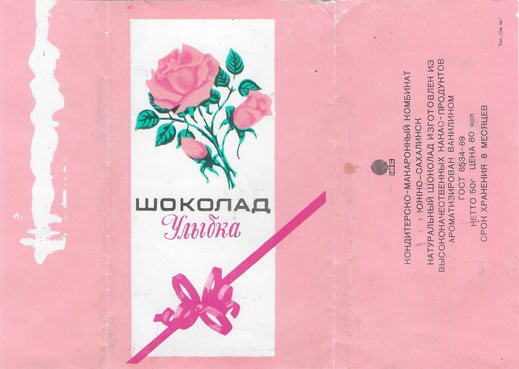 ШОКОЛАД
Улыбка
КОНДИТЕРСКО-МАКАРОННЫЙ КОМБИНАТ
г ЮЖНО-САХАЛИНСК
НАТУРАЛЬНЫЙ ШОКОЛАД ИЗГОТОВЛЕН ИЗ
ВЫСОКОКАЧЕСТВЕННЫХ КАКАО-ПРОДУКТОВ
АРОМАТИЗИРОВАН ВАНИЛИНОМ
ГОСТ 6534-69
НЕТТО 50г ЦЕНА 80 коп
СРОК ХРАНЕНИЯ 6 МЕСЯЦЕВ